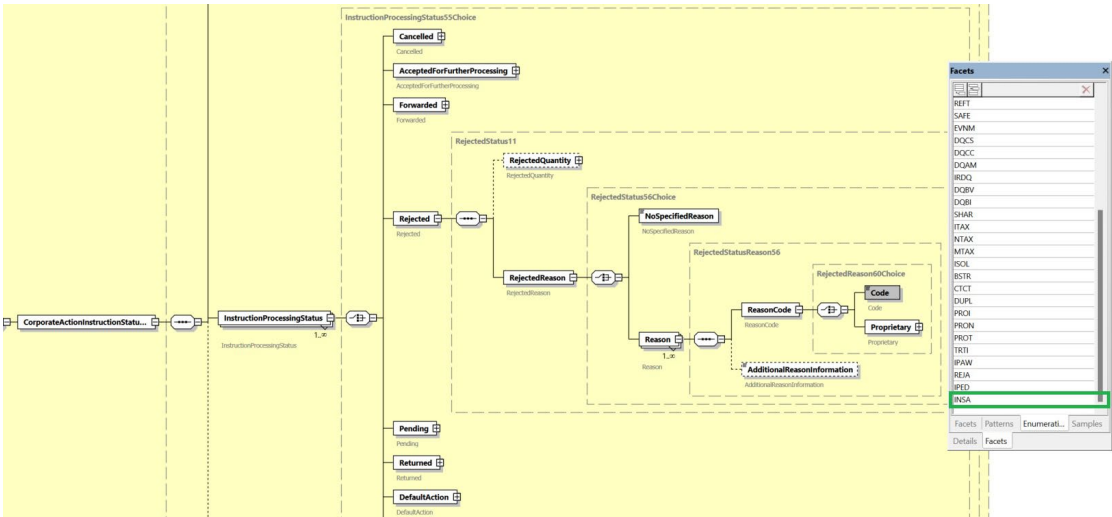 InstructionProcessingStatus55Choice
Cancelled
Cancelled
AcceptedForFurtherProcessing
AcceptedForFurtherProcessing
Forwarded
Forwarded
RejectedStatus11
RejectedQuantity
RejectedQuantity
RejectedStatus56Choice
NoSpecifiedReason
NoSpecifiedReason
Rejected
Rejected
RejectedReason
RejectedReason
RejectedStatusReason56
RejectedReason60Choice
Code
Code
ReasonCode
ReasonCode
Proprietary
Proprietary
CorporateActionInstructionStatu...
InstructionProcessingStatus
1..∞
InstructionProcessingStatus
Reason
1..∞
Reason
AdditionalReasonInformation
AdditionalReasonInformation
Pending
Pending
Returned
Returned
DefaultAction
DefaultAction
Facets
REFT
SAFE
EVNM
DQCS
DQCC
DQAM
IRDQ
DQBV
DQBI
SHAR
ITAX
NTAX
MTAX
ISOL
BSTR
CTCT
DUPL
PROI
PRON
PROT
TRTI
IPAW
REJA
IPED
INSA
Facets Patterns Enumerati... Samples
Details Facets